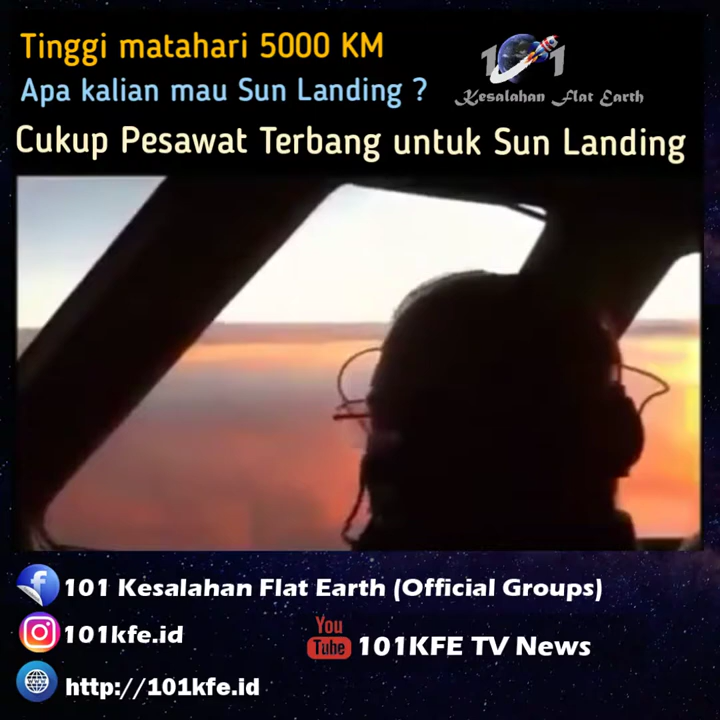 Tinggi matahari 5000 KM
101
Apa kalian mau Sun Landing ?
Kesalahan Flat Earth
Cukup Pesawat Terbang untuk Sun Landing
101 Kesalahan Flat Earth (Official Groups)
101kfe.id
You
Tube
101KFE TV News
http://101kfe.id